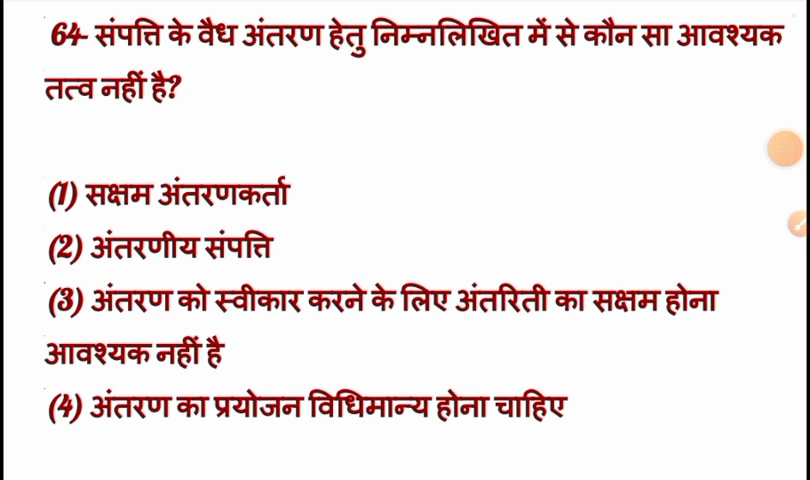 64- संपत्ति के वैध अंतरण हेतु निम्नलिखित में से कौन सा आवश्यक
तत्व नहीं है?
(1) सक्षम अंतरणकर्ता
(2) अंतरणीय संपत्ति
(3) अंतरण को स्वीकार करने के लिए अंतरिती का सक्षम होना
आवश्यक नहीं है
(4) अंतरण का प्रयोजन विधिमान्य होना चाहिए